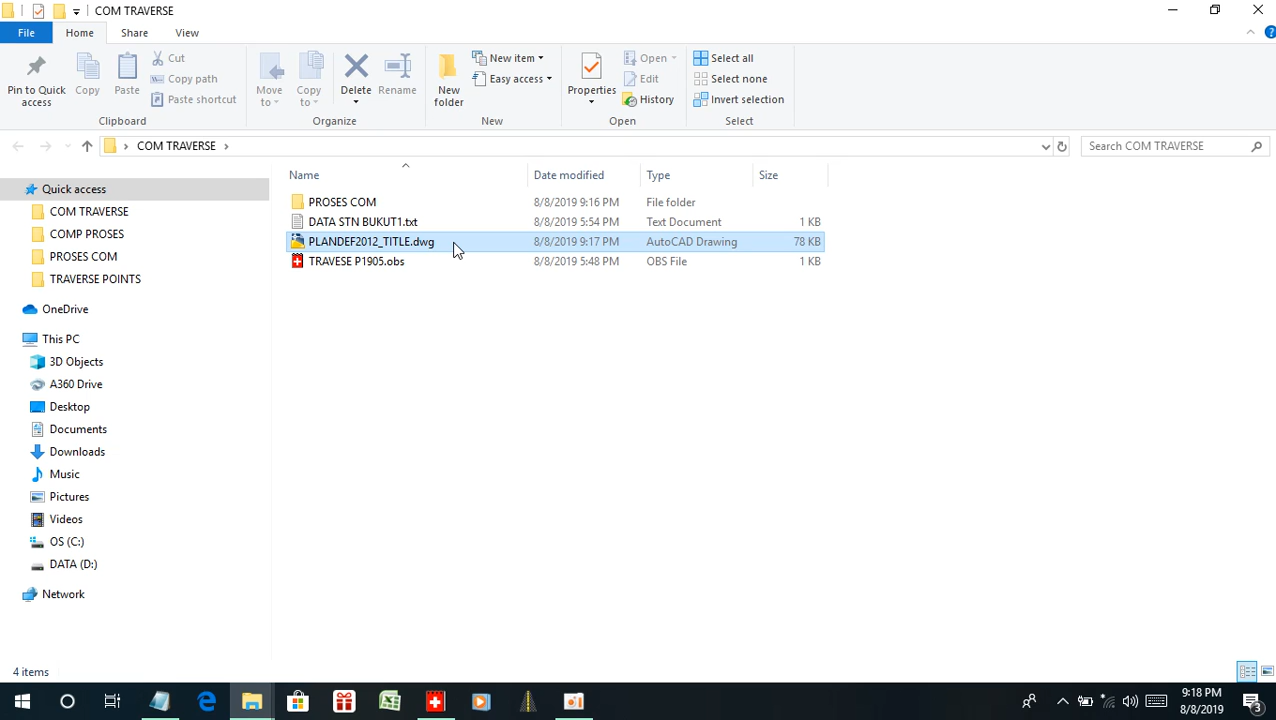 COM TRAVERSE
File Home Share View
Pin to Quick access
Copy
Paste
Cut
Copy path
Paste shortcut
Clipboard
Move to
Copy to
Delete
Rename
Organize
New folder
New item
Easy access
New
Properties
Open
Edit
History
Open
Select all
Select none
Invert selection
Select
COM TRAVERSE
Search COM TRAVERSE
Name Date modified Type Size
PROSES COM 8/8/2019 9:16 PM File folder
DATA STN BUKUT1.txt 8/8/2019 5:54 PM Text Document 1 KB
PLANDEF2012_TITLE.dwg 8/8/2019 9:17 PM AutoCAD Drawing 78 KB
TRAVESE P1905.obs 8/8/2019 5:48 PM OBS File 1 KB
Quick access
COM TRAVERSE
COMP PROSES
PROSES COM
TRAVERSE POINTS
OneDrive
This PC
3D Objects
A360 Drive
Desktop
Documents
Downloads
Music
Pictures
Videos
OS (C:)
DATA (D:)
Network
4 items
9:18 PM
8/8/2019
3